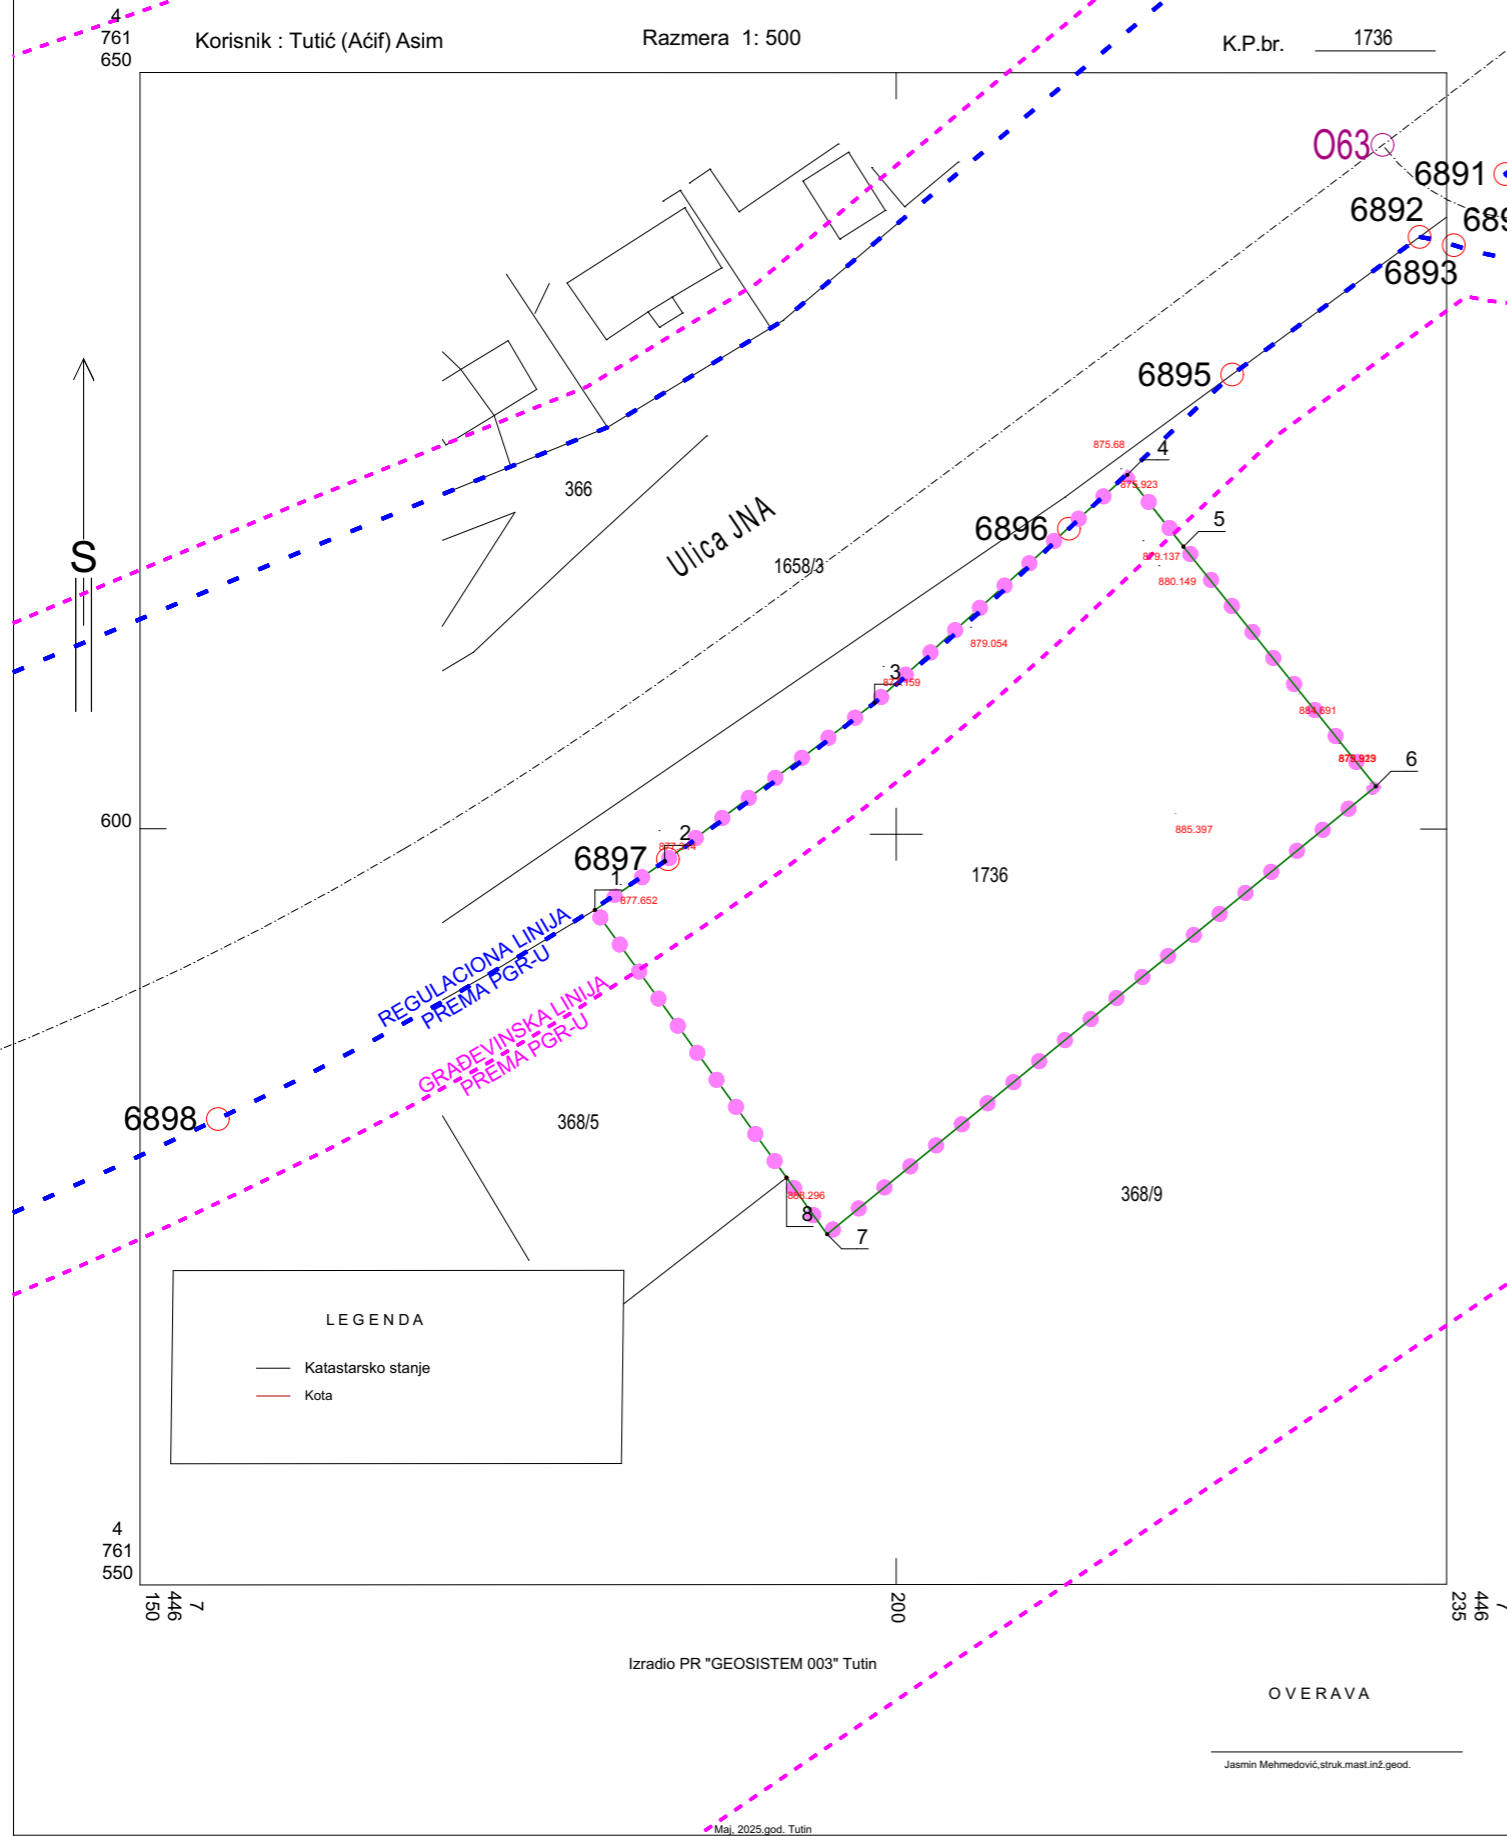 4
761
650
Korisnik : Tutić (Aćif) Asim
Razmera 1: 500
K.P.br. 1736
O63
6891
6892
6893
6895
875.68
4
875.923
366
S
Ulica JNA
6896
5
1658/3
879.137
880.149
879.054
3
884.691
6
600
885.397
2
6897
1736
1
877.652
REGULACIONA LINIJA
PREMA PGR-U
GRAĐEVINSKA LINIJA
PREMA PGR-U
6898
368/5
368/9
888.296
8
7
LEGENDA
Katastarsko stanje
Kota
4
761
550
7
446
150
200
7
446
235
Izradio PR "GEOSISTEM 003" Tutin
OVERAVA
Jasmin Mehmedović,struk.mast.inž.geod.
Maj, 2025.god. Tutin